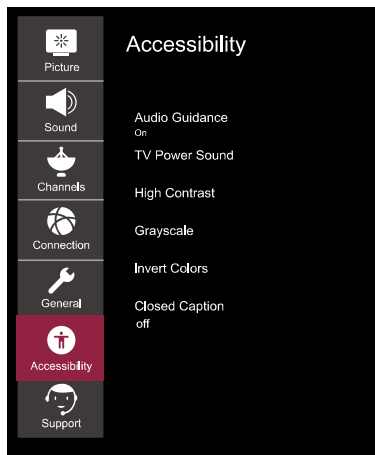 Picture
Sound
Channels
Connection
General
Accessibility
Support
Accessibility
Audio Guidance
On
TV Power Sound
High Contrast
Grayscale
Invert Colors
Closed Caption
off